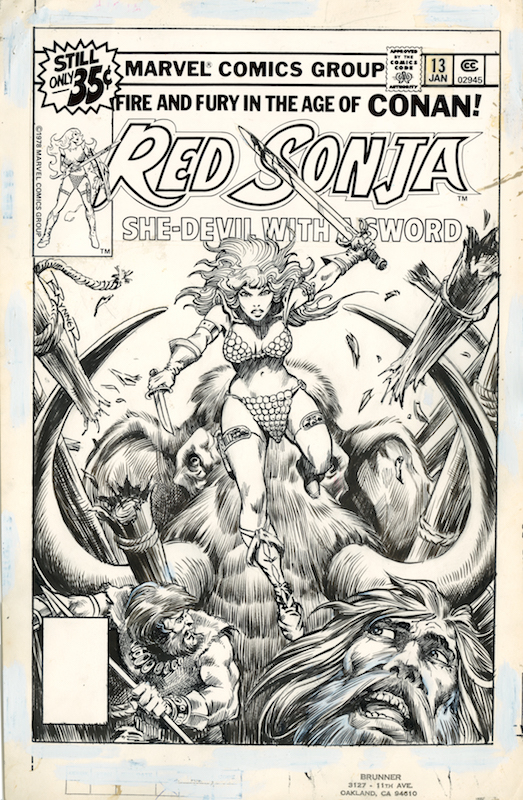 STILL
ONLY 35¢
MARVEL® COMICS GROUP
APPROVED
BY THE
COMICS
CODE
AUTHORITY
13
JAN
CC
02945
FIRE AND FURY IN THE AGE OF CONAN!
RED SONJA
TM
SHE-DEVIL WITH A SWORD
©1978 MARVEL COMICS GROUP
TM
BRUNNER
BRUNNER
3127 - 11TH AVE.
OAKLAND, CA 94610